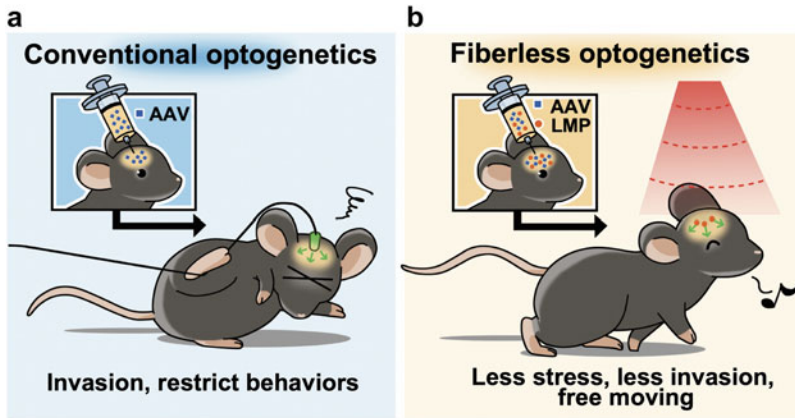 a
Conventional optogenetics
AAV
Invasion, restrict behaviors
b
Fiberless optogenetics
AAV
LMP
Less stress, less invasion,
free moving